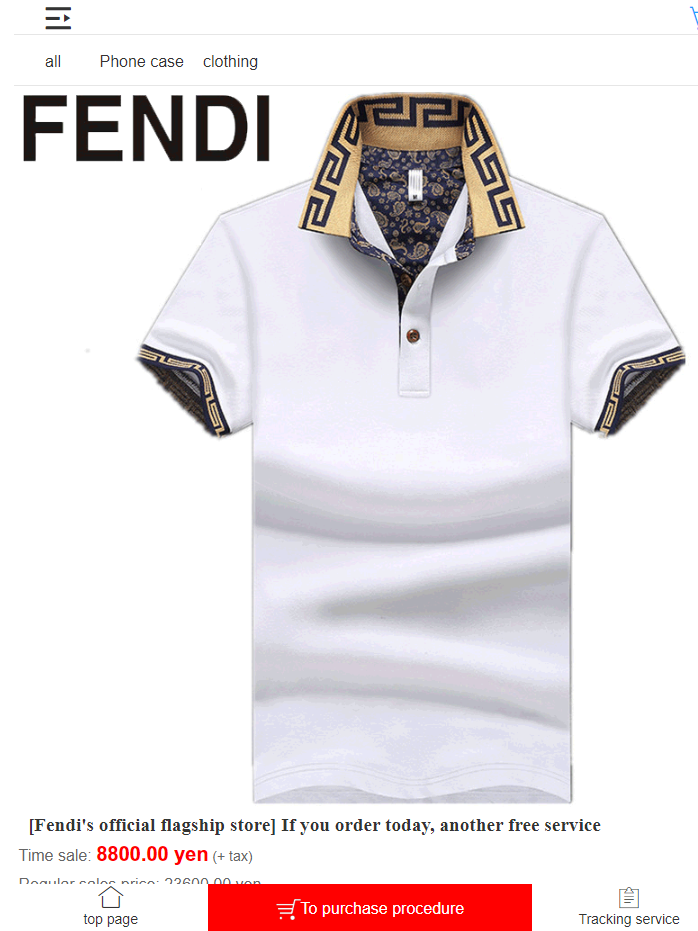 all Phone case clothing
FENDI
[Fendi's official flagship store] If you order today, another free service
Time sale: 8800.00 yen (+ tax)
Regular sales price: 23600.00 yen
top page
To purchase procedure
Tracking service